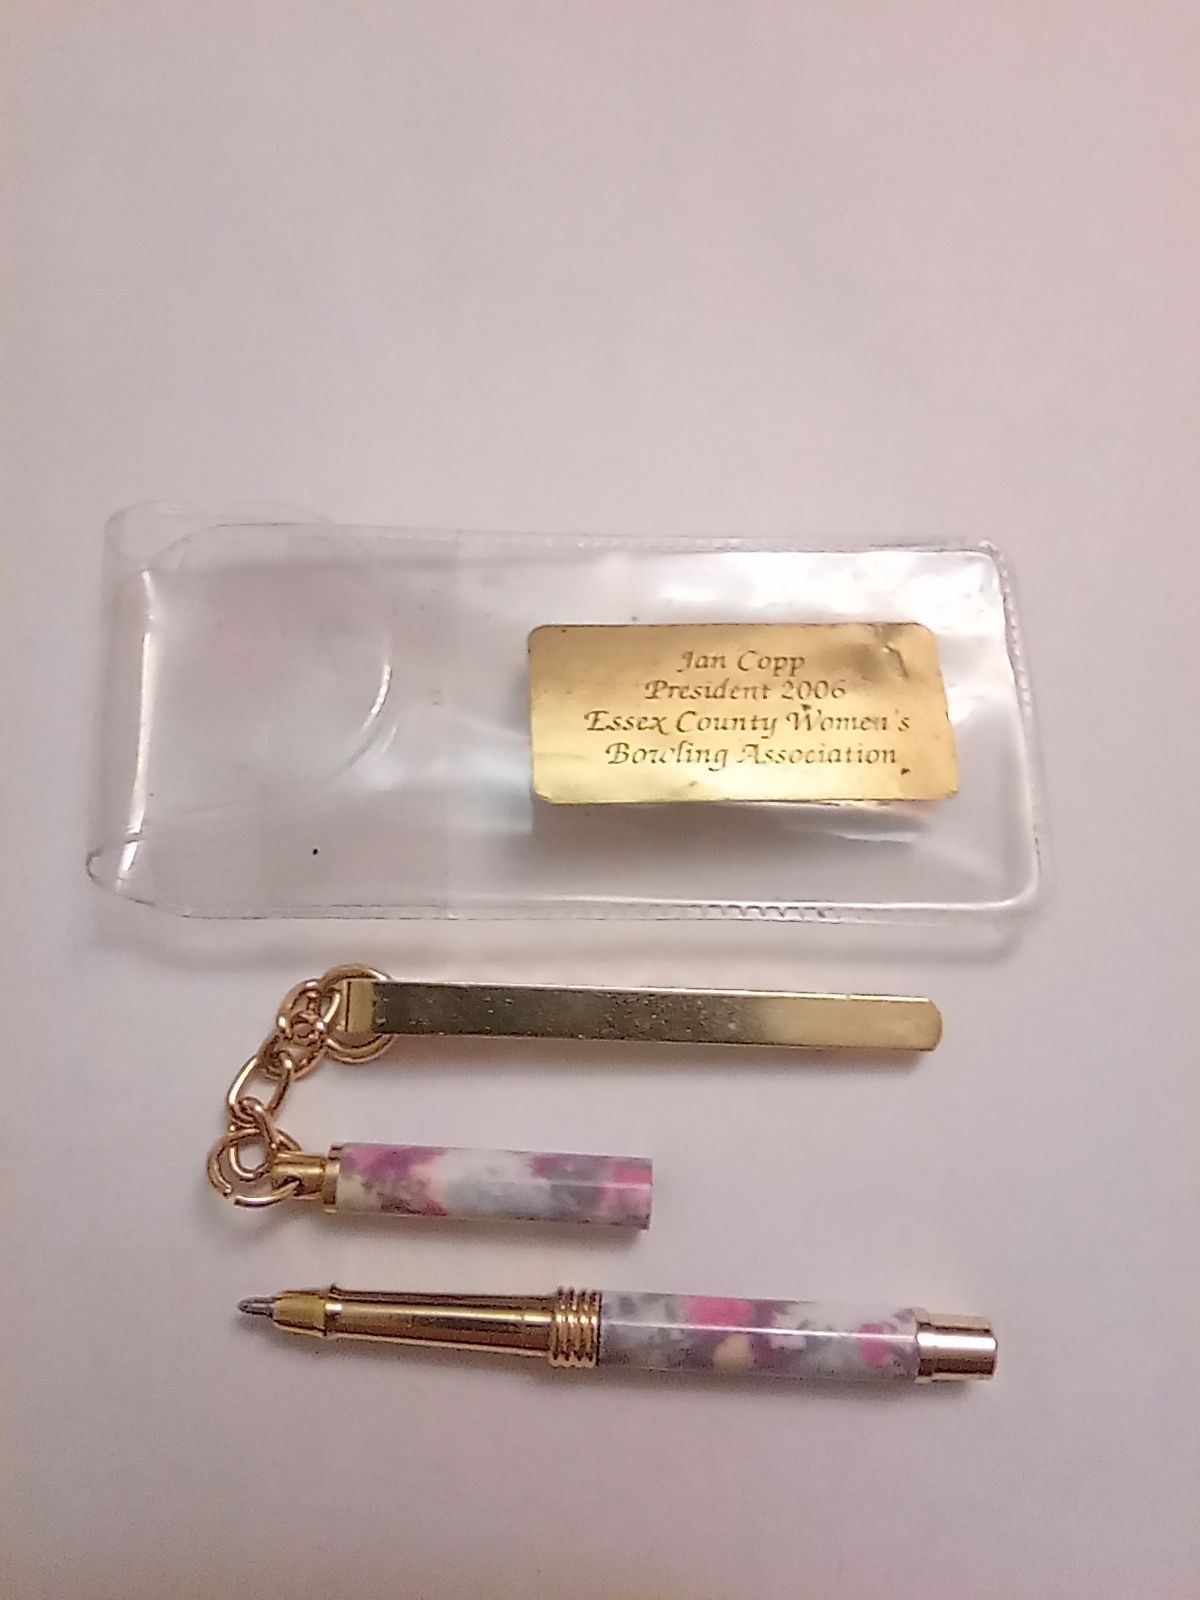 Jan Copp
President 2006
Essex County Women's
Bowling Association